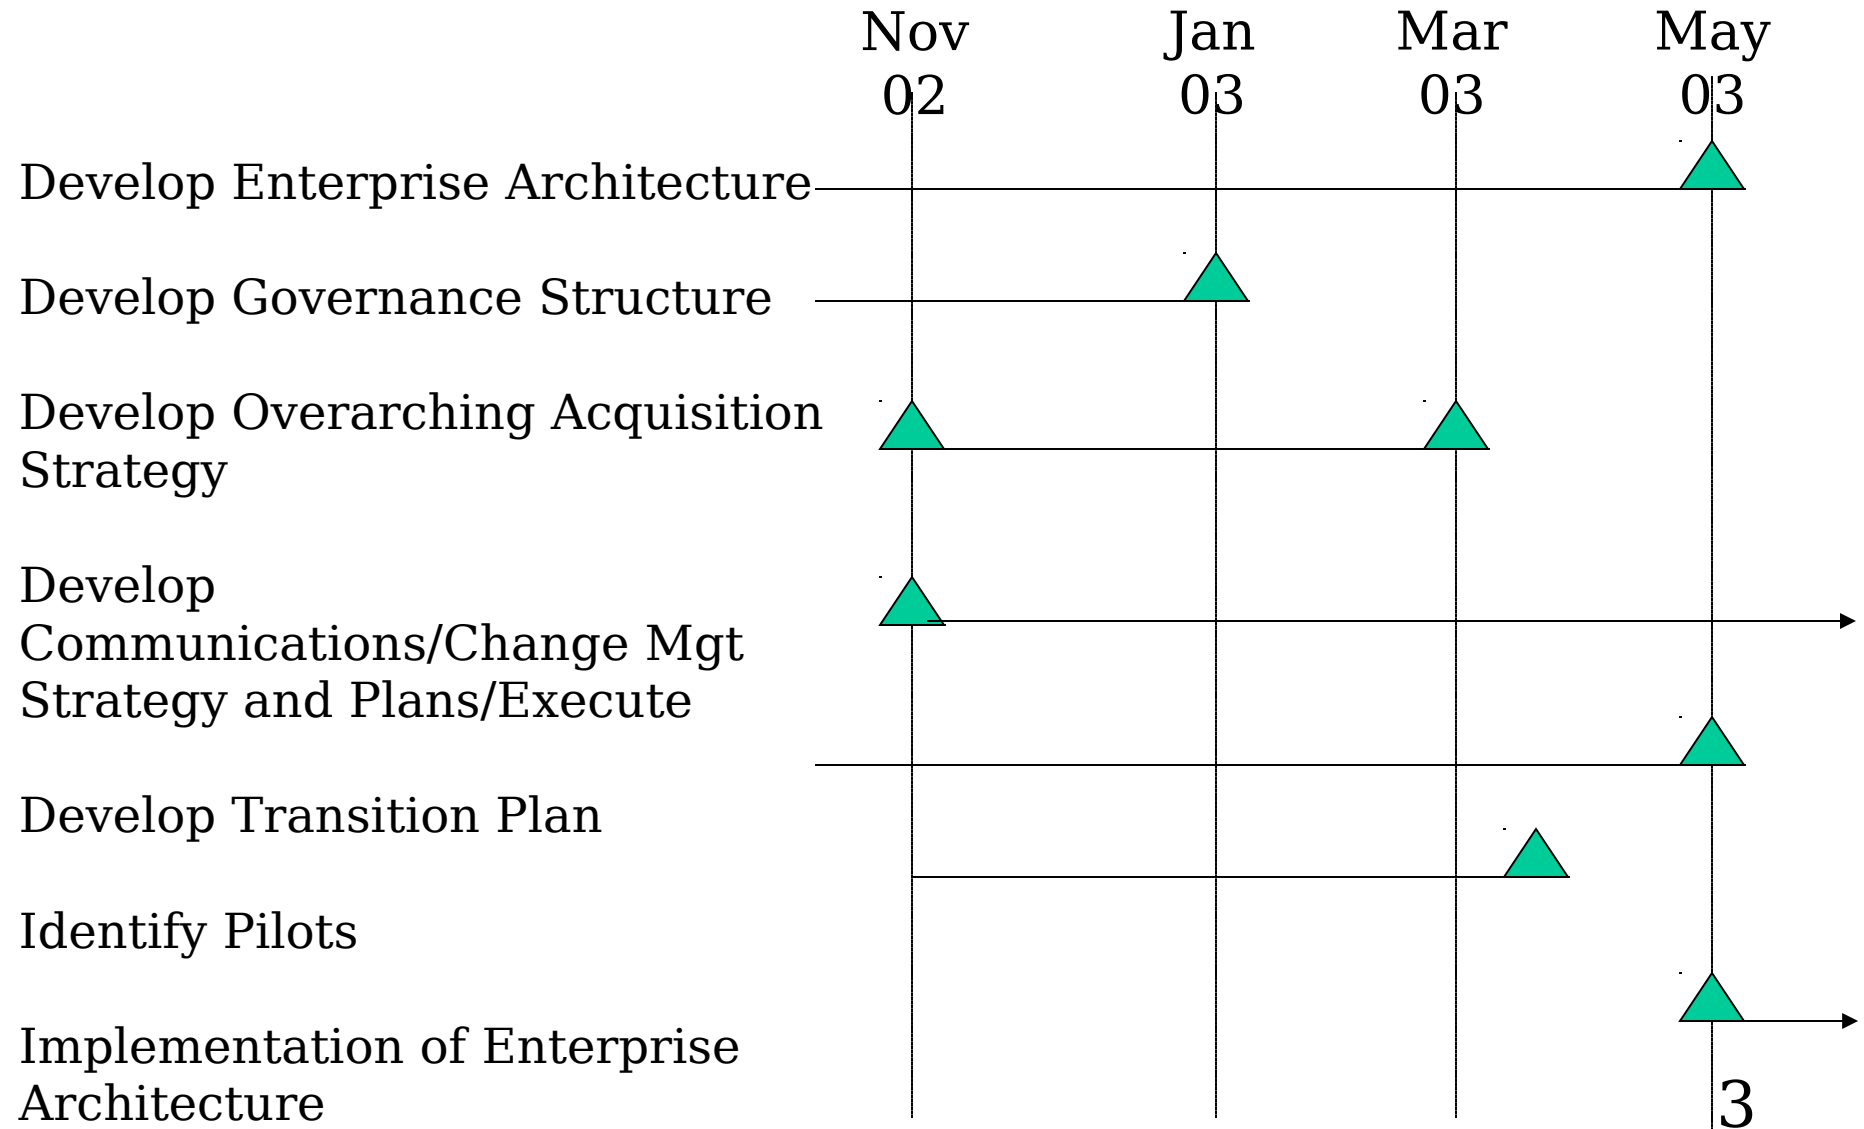 Nov Jan Mar May
02 03 03 03
Develop Enterprise Architecture
Develop Governance Structure
Develop Overarching Acquisition
Strategy
Develop
Communications/Change Mgt
Strategy and Plans/Execute
Develop Transition Plan
Identify Pilots
Implementation of Enterprise
Architecture
3